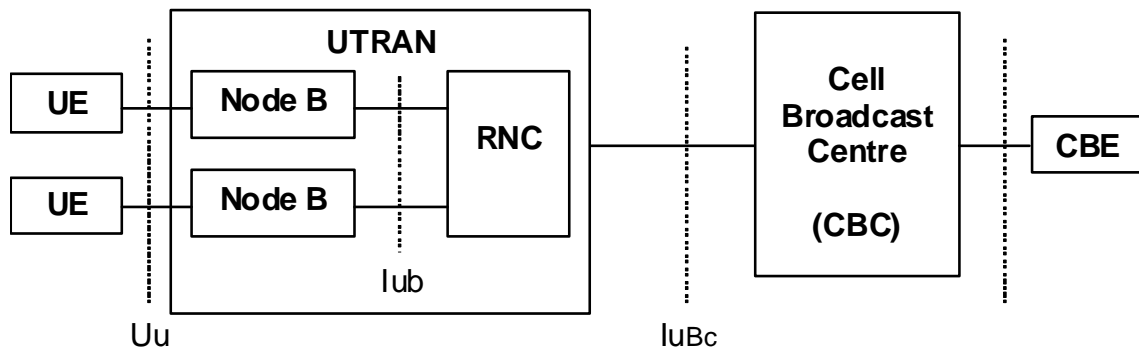 UTRAN
UE
Node B
RNC
UE
Node B
Iub
Uu
IuBc
Cell
Broadcast
Centre
(CBC)
CBE